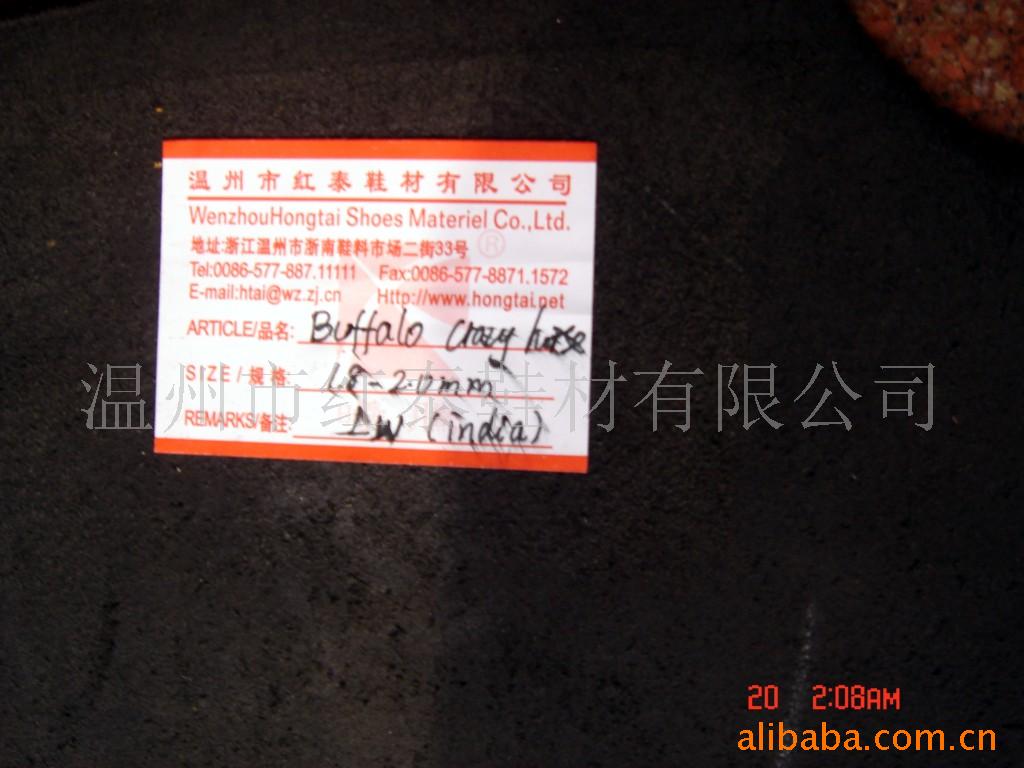 温州市红泰鞋材有限公司
WenzhouHongtai Shoes Materiel Co.,Ltd.
地址:浙江温州市浙南鞋料市场二街33号 ®
Tel:0086-577-887.11111 Fax:0086-577-8871.1572
E-mail:htai@wz.zj.cn Http://www.hongtai.net
ARTICLE/品名: Buffalo crazy horse
SIZE/规格: 1.8-2.0mm
REMARKS/备注: IW (india)
温州市红泰鞋材有限公司
20 2:08AM
alibaba.com.cn